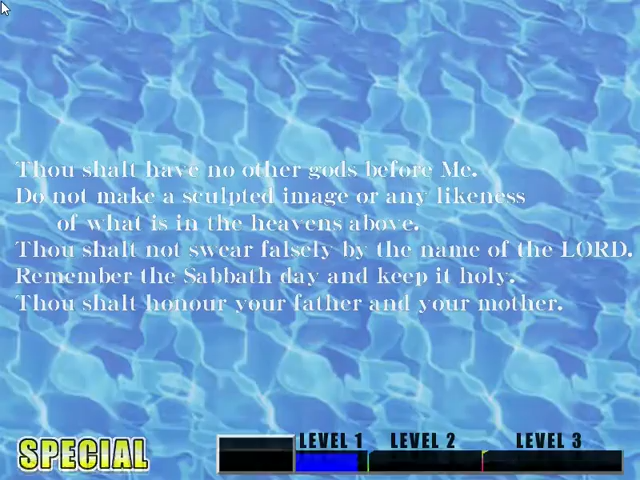 Thou shalt have no other gods before Me.
Do not make a sculpted image or any likeness
of what is in the heavens above.
Thou shalt not swear falsely by the name of the LORD.
Remember the Sabbath day and keep it holy.
Thou shalt honour your father and your mother.
LEVEL 1 LEVEL 2 LEVEL 3
SPECIAL